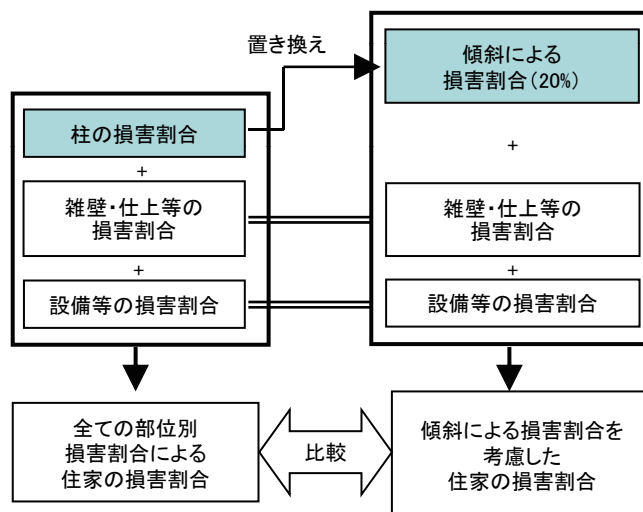 置き換え
傾斜による
損害割合(20%)
柱の損害割合
+
+
雑壁・仕上等の
損害割合
雑壁・仕上等の
損害割合
+
+
設備等の損害割合
設備等の損害割合
全ての部位別
損害割合による
住家の損害割合
比較
傾斜による損害割合を
考慮した
住家の損害割合